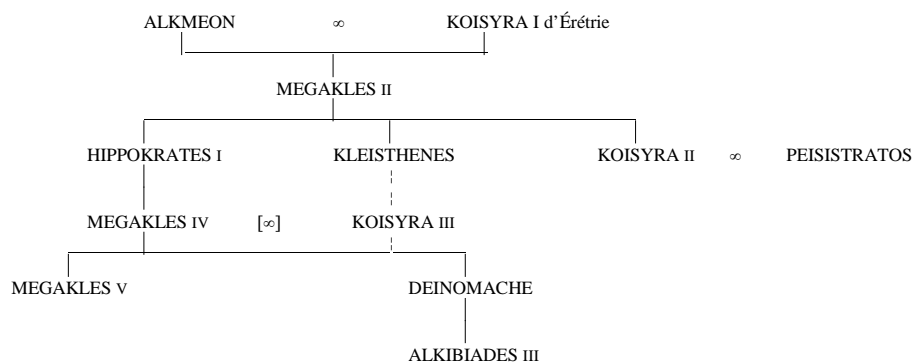 ALKMEON ∞ KOISYRA I d’Érétrie
MEGAKLES II
HIPPOKRATES I KLEISTHENES KOISYRA II ∞ PEISISTRATOS
MEGAKLES IV [∞] KOISYRA III
MEGAKLES V DEINOMACHE
ALKIBIADES III